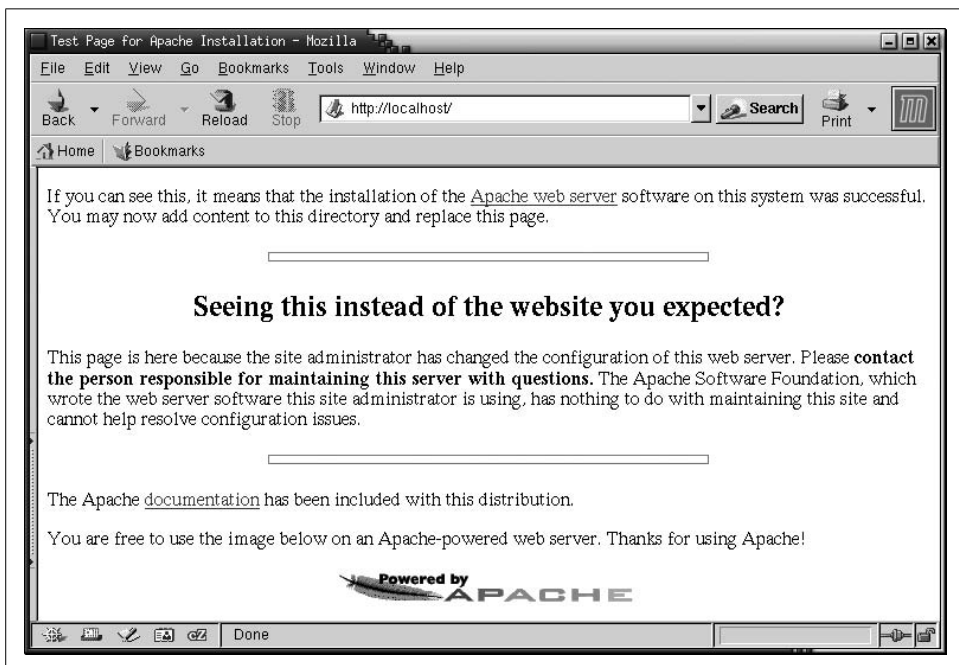 Test Page for Apache Installation - Mozilla
File Edit View Go Bookmarks Tools Window Help
Back Forward Reload Stop http://localhost/ Search Print
Home Bookmarks
If you can see this, it means that the installation of the Apache web server software on this system was successful.
You may now add content to this directory and replace this page.
Seeing this instead of the website you expected?
This page is here because the site administrator has changed the configuration of this web server. Please contact
the person responsible for maintaining this server with questions. The Apache Software Foundation, which
wrote the web server software this site administrator is using, has nothing to do with maintaining this site and
cannot help resolve configuration issues.
The Apache documentation has been included with this distribution.
You are free to use the image below on an Apache-powered web server. Thanks for using Apache!
Powered by
APACHE
Done